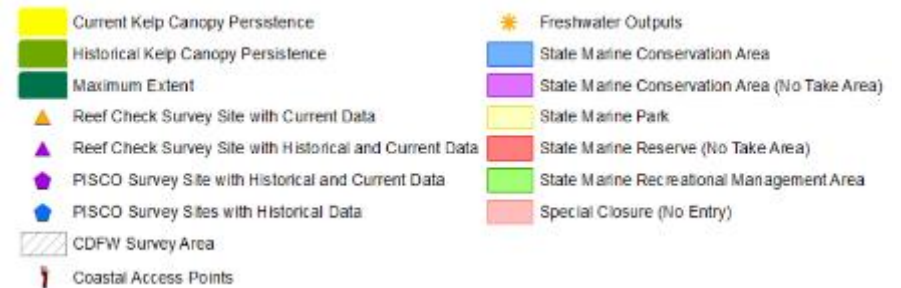 Current Kelp Canopy Persistence
Historical Kelp Canopy Persistence
Maximum Extent
Reef Check Survey Site with Current Data
Reef Check Survey Site with Historical and Current Data
PISCO Survey Site with Historical and Current Data
PISCO Survey Sites with Historical Data
CDFW Survey Area
Coastal Access Points
Freshwater Outputs
State Marine Conservation Area
State Marine Conservation Area (No Take Area)
State Marine Park
State Marine Reserve (No Take Area)
State Marine Recreational Management Area
Special Closure (No Entry)